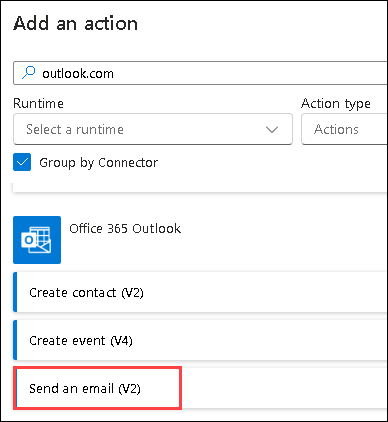 Add an action
outlook.com
Runtime
Action type
Select a runtime
Actions
Group by Connector
Office 365 Outlook
Create contact (V2)
Create event (V4)
Send an email (V2)